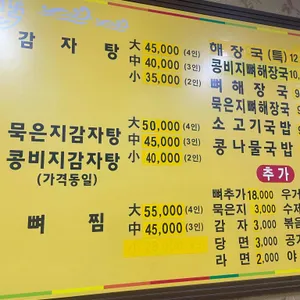 감자탕 大 45,000 (4인)
中 40,000 (3인)
小 35,000 (2인)
묵은지감자탕
콩비지감자탕
(가격동일)
大 50,000 (4인)
中 45,000 (3인)
小 40,000 (2인)
뼈찜 大 55,000 (4인)
中 45,000 (3인)
해장국(특) 12
콩비지뼈해장국 10
뼈해장국 9
묵은지뼈해장국
소고기국밥
콩나물국밥
추가
뼈추가 18,000
묵은지 3,000
감자 3,000 볶음
당면 3,000
라면 2,000